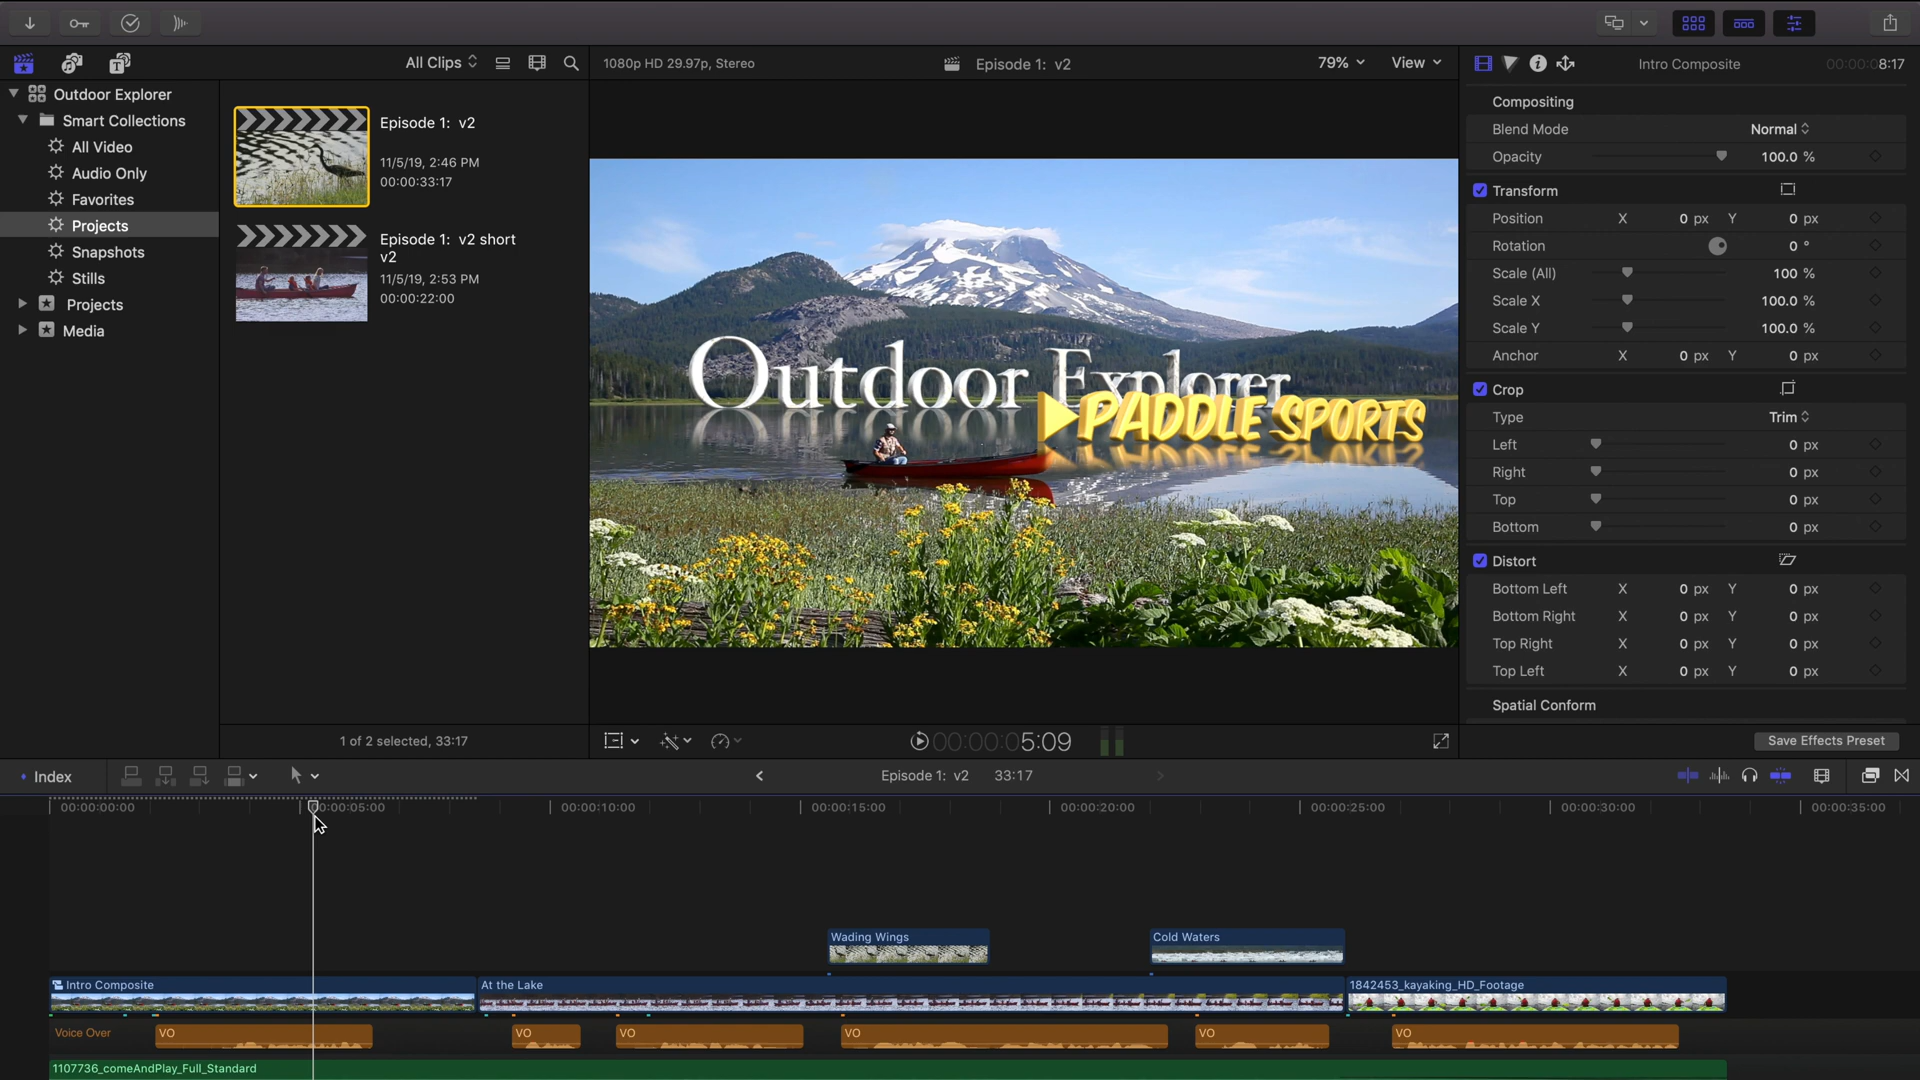 All Clips
1080p HD 29.97p, Stereo
Episode 1: v2
79%
View
Intro Composite
00:00:08:17
Outdoor Explorer
Smart Collections
All Video
Audio Only
Favorites
Projects
Snapshots
Stills
Projects
Media
Episode 1: v2
11/5/19, 2:46 PM
00:00:33:17
Episode 1: v2 short
v2
11/5/19, 2:53 PM
00:00:22:00
1 of 2 selected, 33:17
Outdoor Explorer
PADDLE SPORTS
00:00:05:09
Compositing
Blend Mode Normal
Opacity 100.0 %
Transform
Position X 0 px Y 0 px
Rotation 0 °
Scale (All) 100 %
Scale X 100.0 %
Scale Y 100.0 %
Anchor X 0 px Y 0 px
Crop
Type Trim
Left 0 px
Right 0 px
Top 0 px
Bottom 0 px
Distort
Bottom Left X 0 px Y 0 px
Bottom Right X 0 px Y 0 px
Top Right X 0 px Y 0 px
Top Left X 0 px Y 0 px
Spatial Conform
Save Effects Preset
Index
Episode 1: v2 33:17
00:00:00:00 00:00:05:00 00:00:10:00 00:00:15:00 00:00:20:00 00:00:25:00 00:00:30:00 00:00:35:00
Wading Wings Cold Waters
Intro Composite At the Lake 1842453_kayaking_HD_Footage
Voice Over VO VO VO VO VO VO
1107736_comeAndPlay_Full_Standard